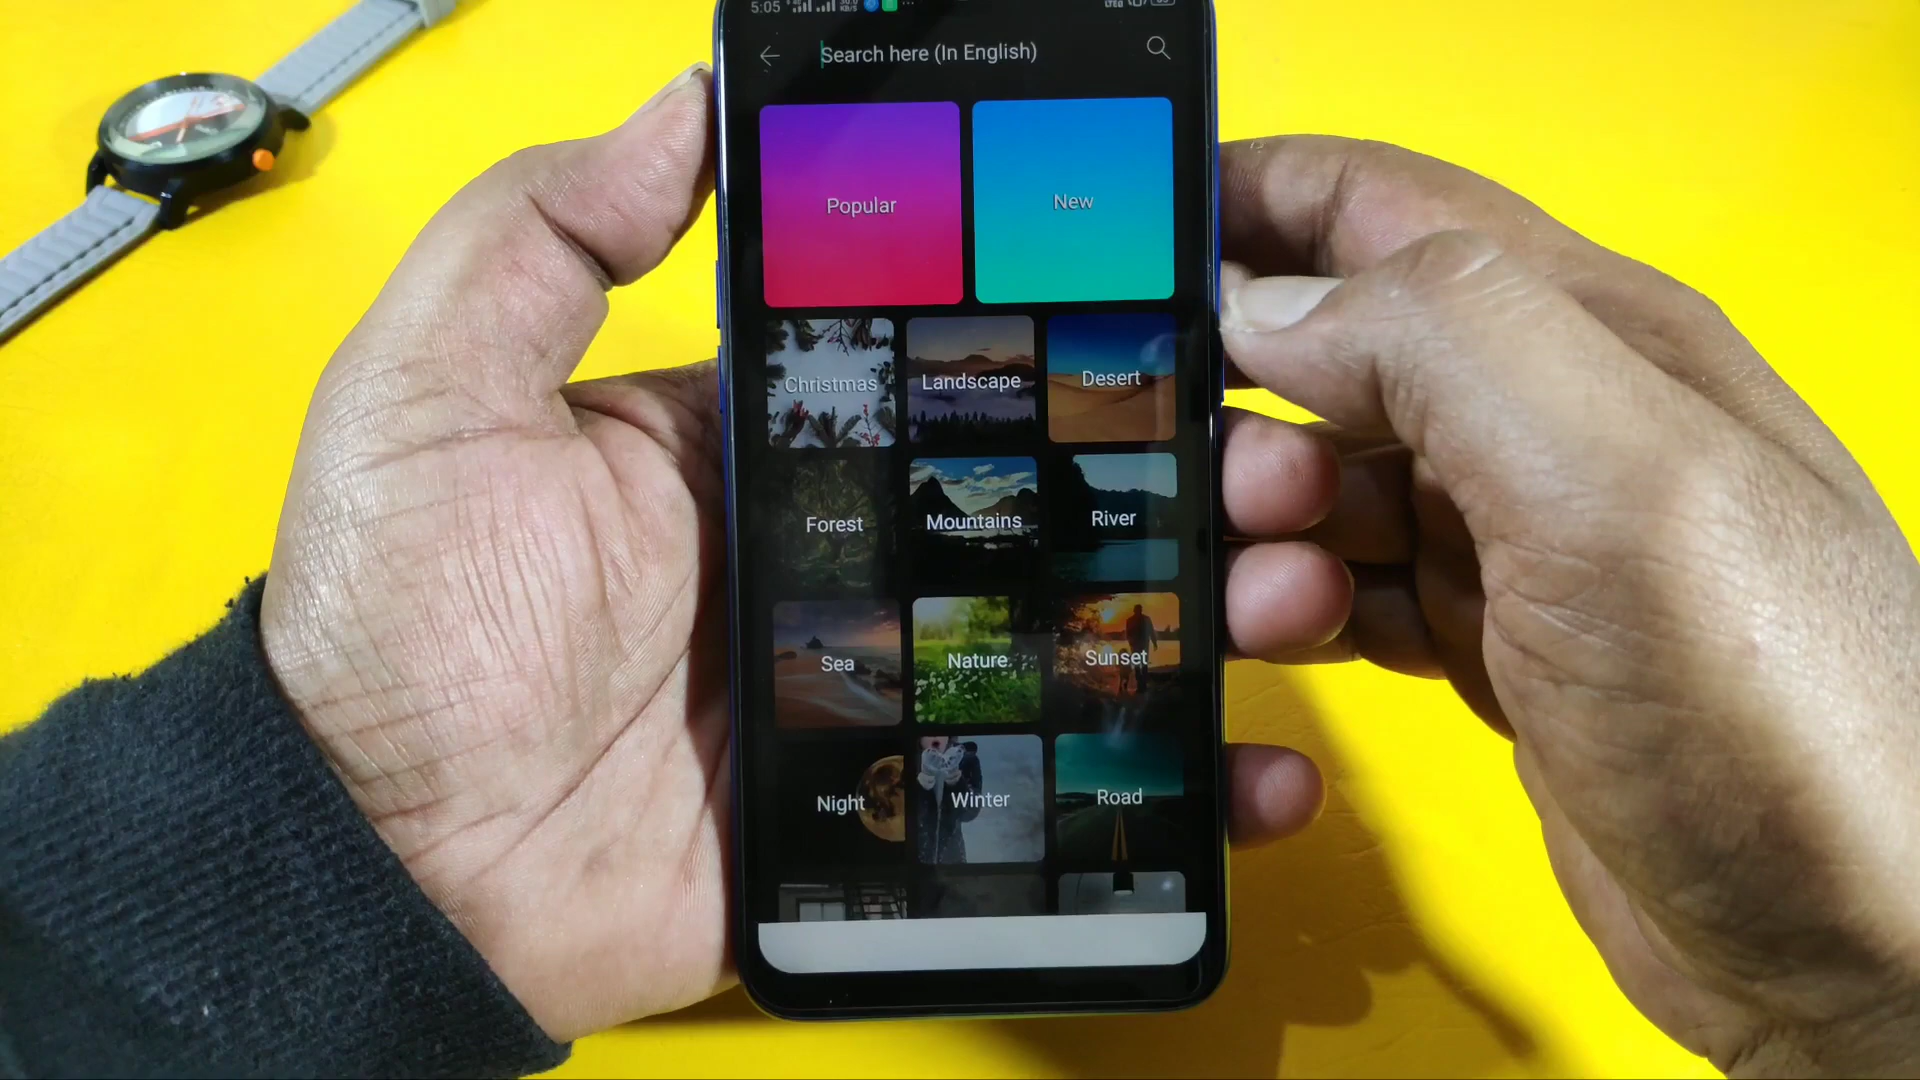 5:05
Search here (In English)
Popular
New
Christmas
Landscape
Desert
Forest
Mountains
River
Sea
Nature
Sunset
Night
Winter
Road